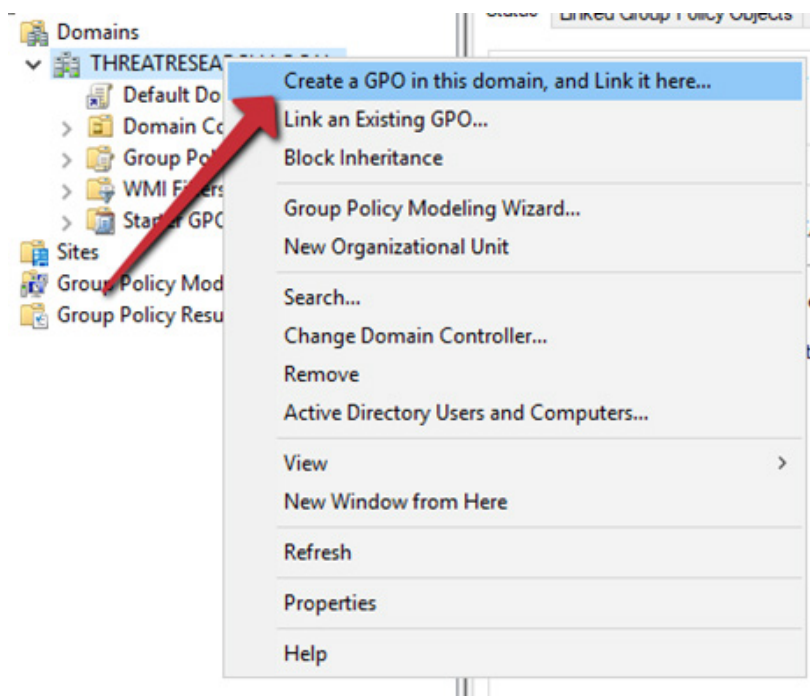 Linked Group Policy Objects
Domains
Default Do
Domain Co
Group Pol
WMI Filters
Starter GPO
Sites
Group Policy Mod
Group Policy Resu
Create a GPO in this domain, and Link it here...
Link an Existing GPO...
Block Inheritance
Group Policy Modeling Wizard...
New Organizational Unit
Search...
Change Domain Controller...
Remove
Active Directory Users and Computers...
View
New Window from Here
Refresh
Properties
Help